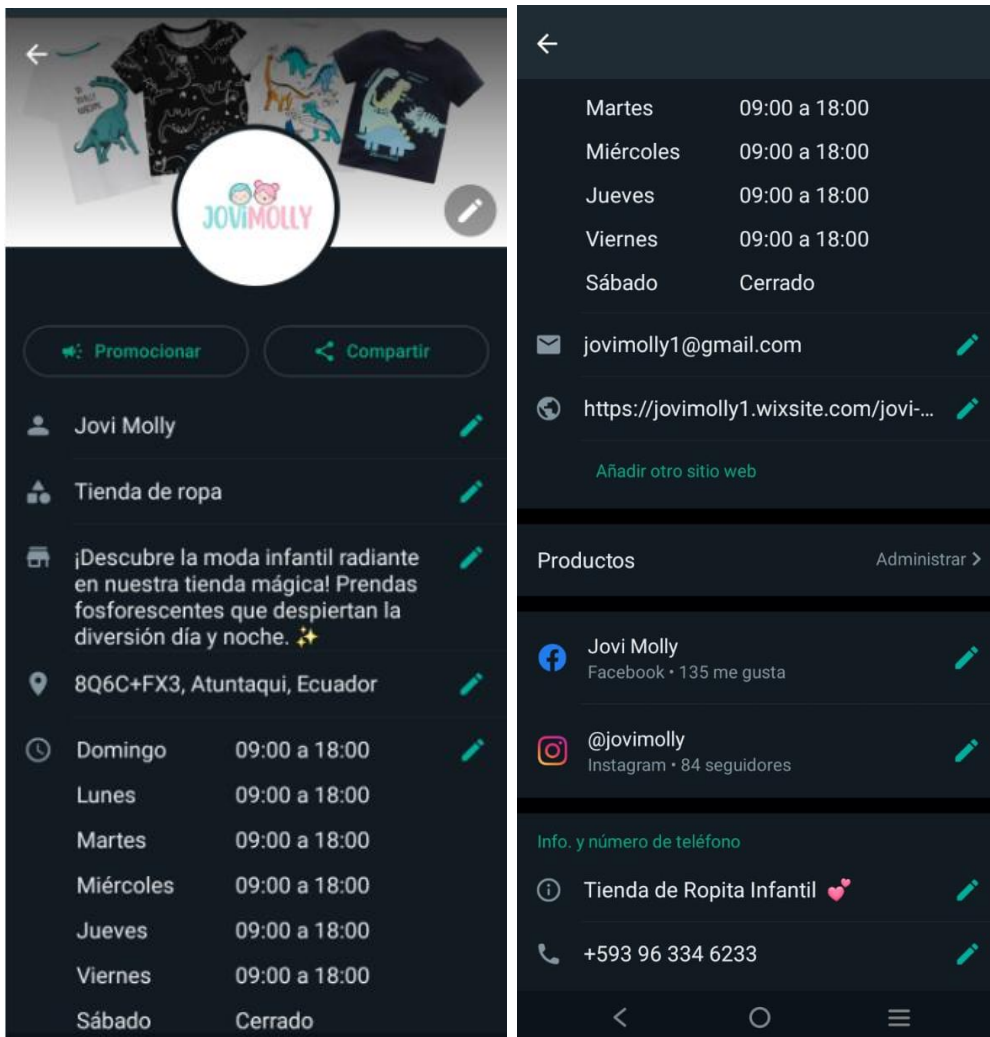 JOViMOLLY
Promocionar
Compartir
Jovi Molly
Tienda de ropa
¡Descubre la moda infantil radiante
en nuestra tienda mágica! Prendas
fosforescentes que despiertan la
diversión día y noche. ✨
8Q6C+FX3, Atuntaqui, Ecuador
Domingo 09:00 a 18:00
Lunes 09:00 a 18:00
Martes 09:00 a 18:00
Miércoles 09:00 a 18:00
Jueves 09:00 a 18:00
Viernes 09:00 a 18:00
Sábado Cerrado
Martes 09:00 a 18:00
Miércoles 09:00 a 18:00
Jueves 09:00 a 18:00
Viernes 09:00 a 18:00
Sábado Cerrado
jovimolly1@gmail.com
https://jovimolly1.wixsite.com/jovi-...
Añadir otro sitio web
Productos Administrar >
Jovi Molly
Facebook • 135 me gusta
@jovimolly
Instagram • 84 seguidores
Info. y número de teléfono
Tienda de Ropita Infantil 💕
+593 96 334 6233